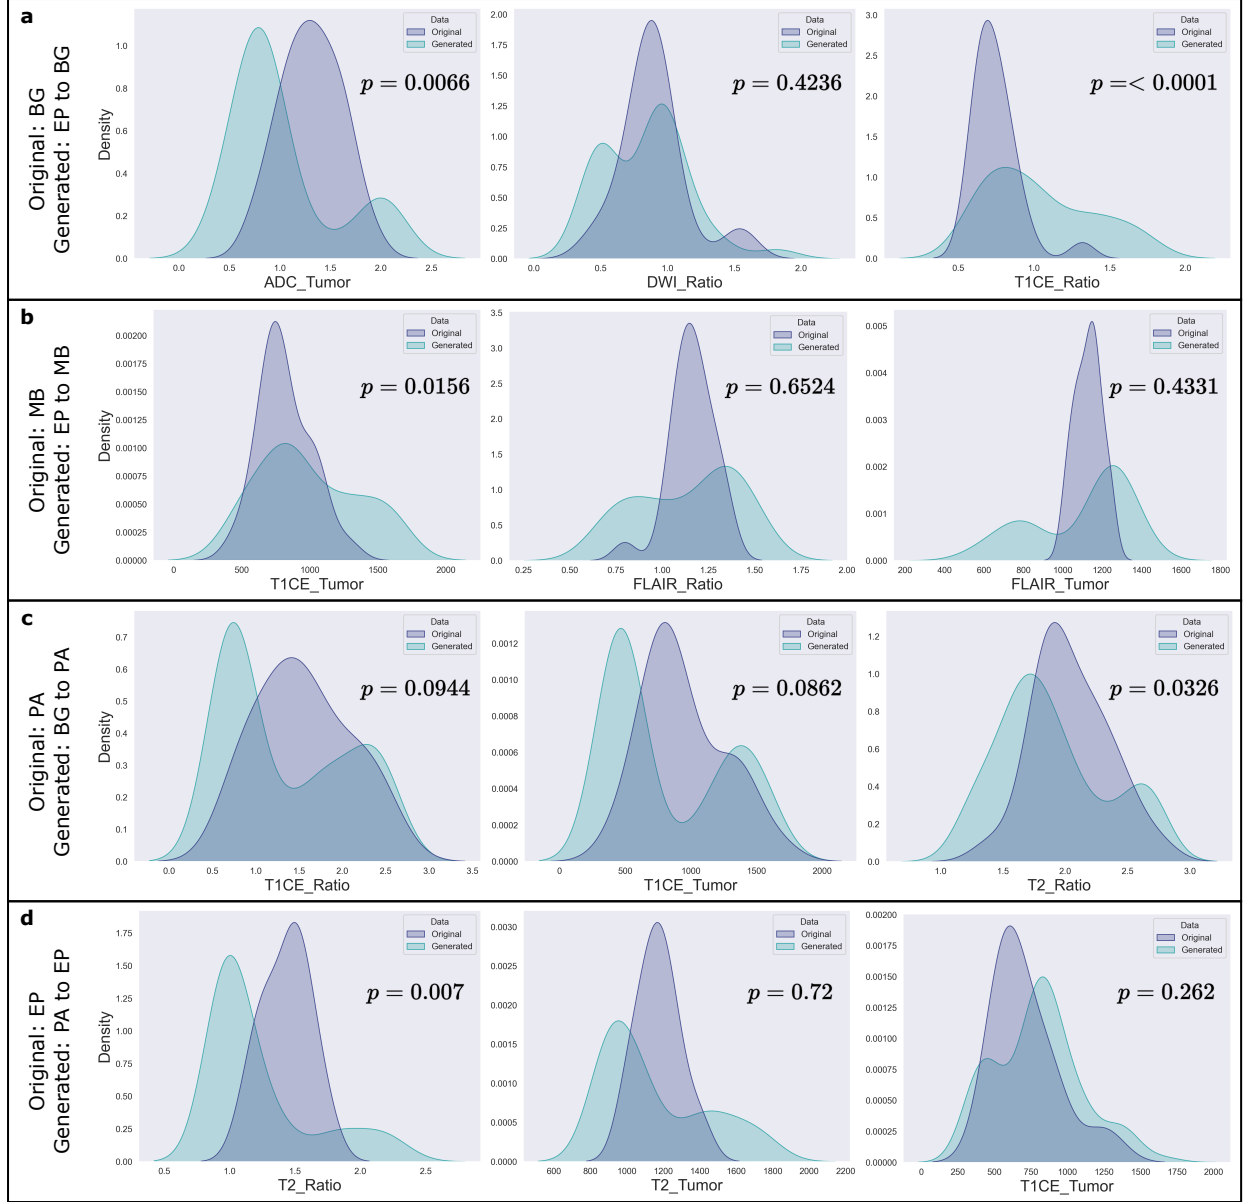 a
Original: BG
Generated: EP to BG
Density
1.0
0.8
0.6
0.4
0.2
0.0
0.0 0.5 1.0 1.5 2.0 2.5
ADC_Tumor
Data
Original
Generated
p = 0.0066
2.00
1.75
1.50
1.25
1.00
0.75
0.50
0.25
0.00
0.0 0.5 1.0 1.5 2.0
DWI_Ratio
Data
Original
Generated
p = 0.4236
3.0
2.5
2.0
1.5
1.0
0.5
0.0
0.5 1.0 1.5 2.0
T1CE_Ratio
Data
Original
Generated
p =< 0.0001
b
Original: MB
Generated: EP to MB
Density
0.00200
0.00175
0.00150
0.00125
0.00100
0.00075
0.00050
0.00025
0.00000
0 500 1000 1500 2000
T1CE_Tumor
Data
Original
Generated
p = 0.0156
3.5
3.0
2.5
2.0
1.5
1.0
0.5
0.0
0.25 0.50 0.75 1.00 1.25 1.50 1.75 2.00
FLAIR_Ratio
Data
Original
Generated
p = 0.6524
0.005
0.004
0.003
0.002
0.001
0.000
200 400 600 800 1000 1200 1400 1600 1800
FLAIR_Tumor
Data
Original
Generated
p = 0.4331
c
Original: PA
Generated: BG to PA
Density
0.7
0.6
0.5
0.4
0.3
0.2
0.1
0.0
0.0 0.5 1.0 1.5 2.0 2.5 3.0 3.5
T1CE_Ratio
Data
Original
Generated
p = 0.0944
0.0012
0.0010
0.0008
0.0006
0.0004
0.0002
0.0000
0 500 1000 1500 2000
T1CE_Tumor
Data
Original
Generated
p = 0.0862
1.2
1.0
0.8
0.6
0.4
0.2
0.0
1.0 1.5 2.0 2.5 3.0
T2_Ratio
Data
Original
Generated
p = 0.0326
d
Original: EP
Generated: PA to EP
Density
1.75
1.50
1.25
1.00
0.75
0.50
0.25
0.00
0.5 1.0 1.5 2.0 2.5
T2_Ratio
Data
Original
Generated
p = 0.007
0.0030
0.0025
0.0020
0.0015
0.0010
0.0005
0.0000
600 800 1000 1200 1400 1600 1800 2000 2200
T2_Tumor
Data
Original
Generated
p = 0.72
0.00200
0.00175
0.00150
0.00125
0.00100
0.00075
0.00050
0.00025
0.00000
0 250 500 750 1000 1250 1500 1750 2000
T1CE_Tumor
Data
Original
Generated
p = 0.262